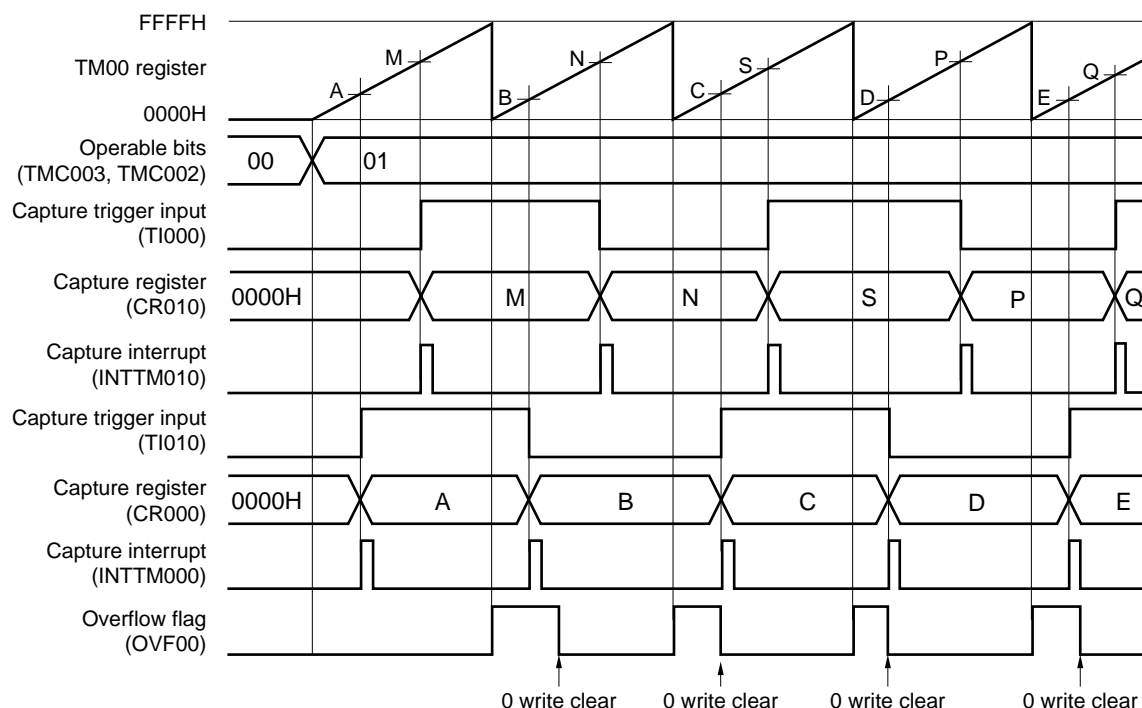 FFFFH
TM00 register
0000H
A M B N C S D P E Q
Operable bits
(TMC003, TMC002)
00 01
Capture trigger input
(TI000)
Capture register
(CR010)
0000H M N S P Q
Capture interrupt
(INTTM010)
Capture trigger input
(TI010)
Capture register
(CR000)
0000H A B C D E
Capture interrupt
(INTTM000)
Overflow flag
(OVF00)
0 write clear 0 write clear 0 write clear 0 write clear